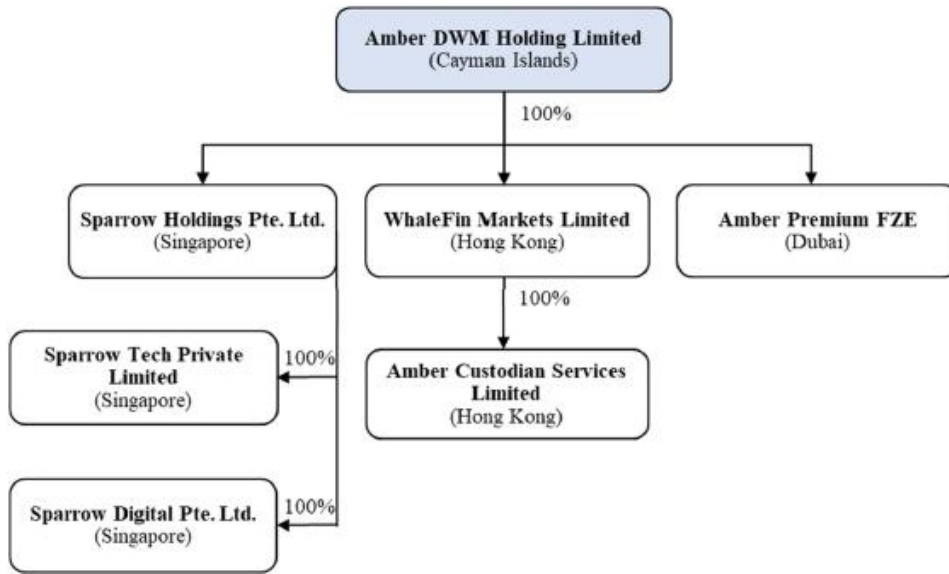 Amber DWM Holding Limited
(Cayman Islands)
100%
Sparrow Holdings Pte. Ltd.
(Singapore)
WhaleFin Markets Limited
(Hong Kong)
Amber Premium FZE
(Dubai)
100%
Sparrow Tech Private
Limited
(Singapore)
100%
Amber Custodian Services
Limited
(Hong Kong)
Sparrow Digital Pte. Ltd.
(Singapore)
100%